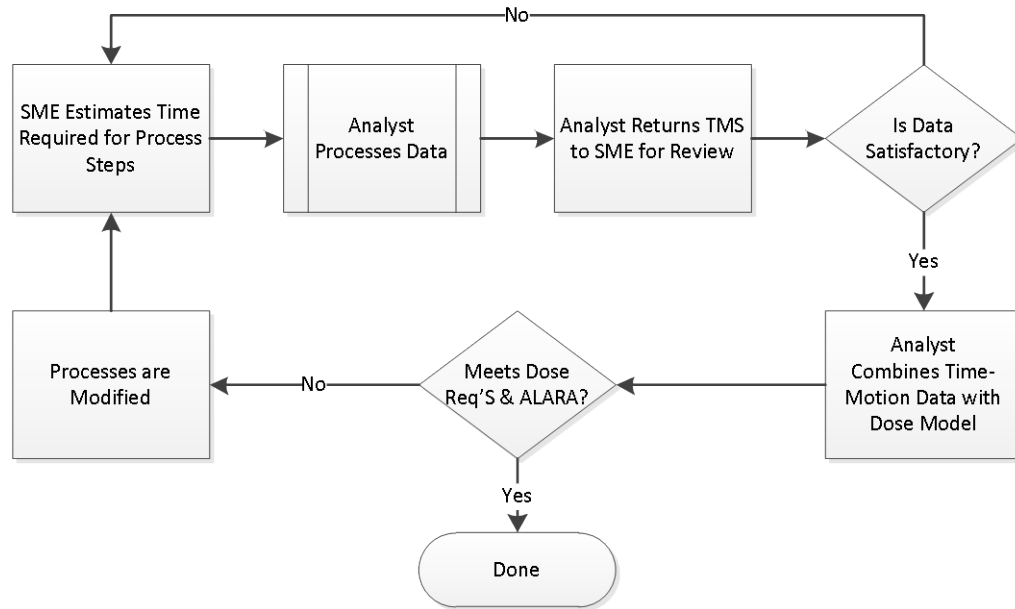 No
SME Estimates Time
Required for Process
Steps
Analyst
Processes Data
Analyst Returns TMS
to SME for Review
Is Data
Satisfactory?
Yes
Analyst
Combines Time-
Motion Data with
Dose Model
Meets Dose
Req'S & ALARA?
No
Processes are
Modified
Yes
Done